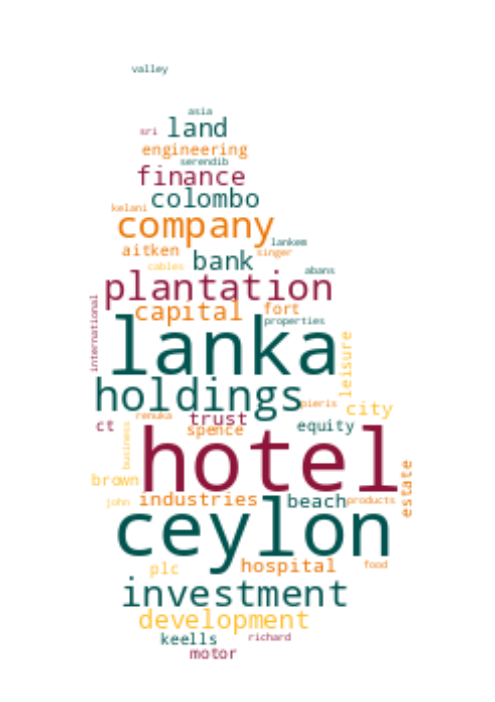 valley
asia
sri land
engineering
serendib
finance
colombo
kelani
company
lankem
aitken singer
bank
cables abans
plantation
international
capital fort
properties
lanka
leisure
holdings
pieris city
renuka trust
ct spence equity
business
hotel
brown
estate
john industries beach products
ceylon
plc hospital food
investment
development
keells richard
motor